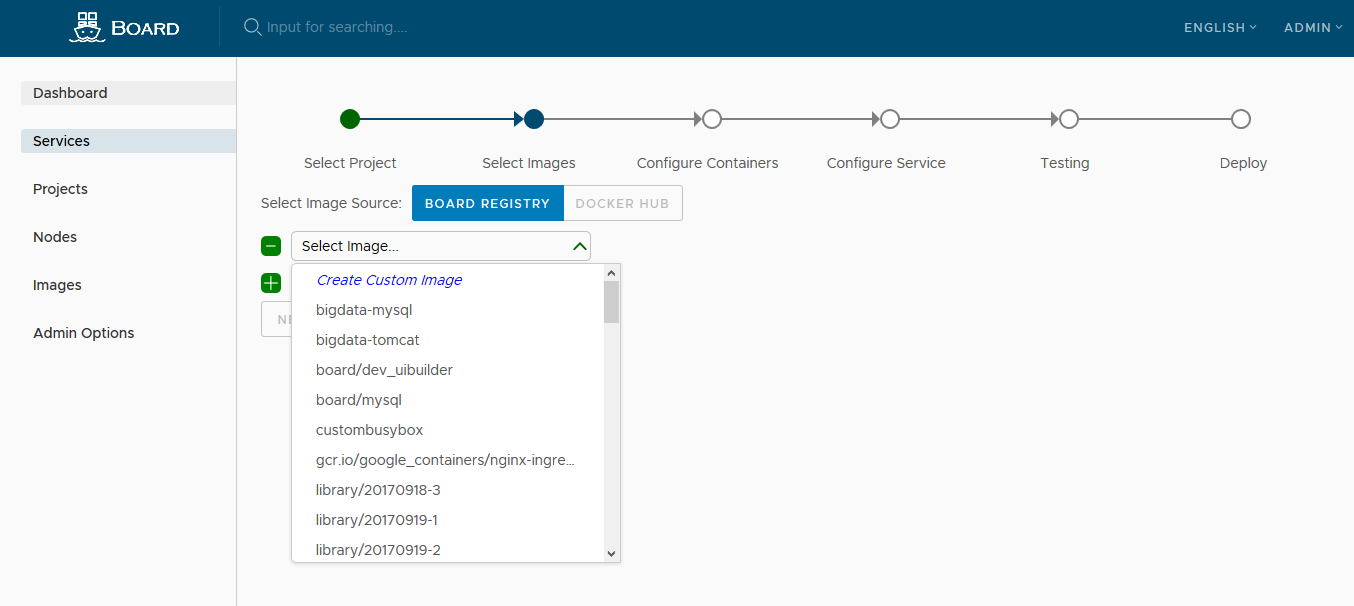 BOARD
Input for searching....
ENGLISH
ADMIN
Dashboard
Services
Projects
Nodes
Images
Admin Options
Select Project
Select Images
Configure Containers
Configure Service
Testing
Deploy
Select Image Source:
BOARD REGISTRY
DOCKER HUB
Select Image...
Create Custom Image
bigdata-mysql
bigdata-tomcat
board/dev_uibuilder
board/mysql
custombusybox
gcr.io/google_containers/nginx-ingre...
library/20170918-3
library/20170919-1
library/20170919-2